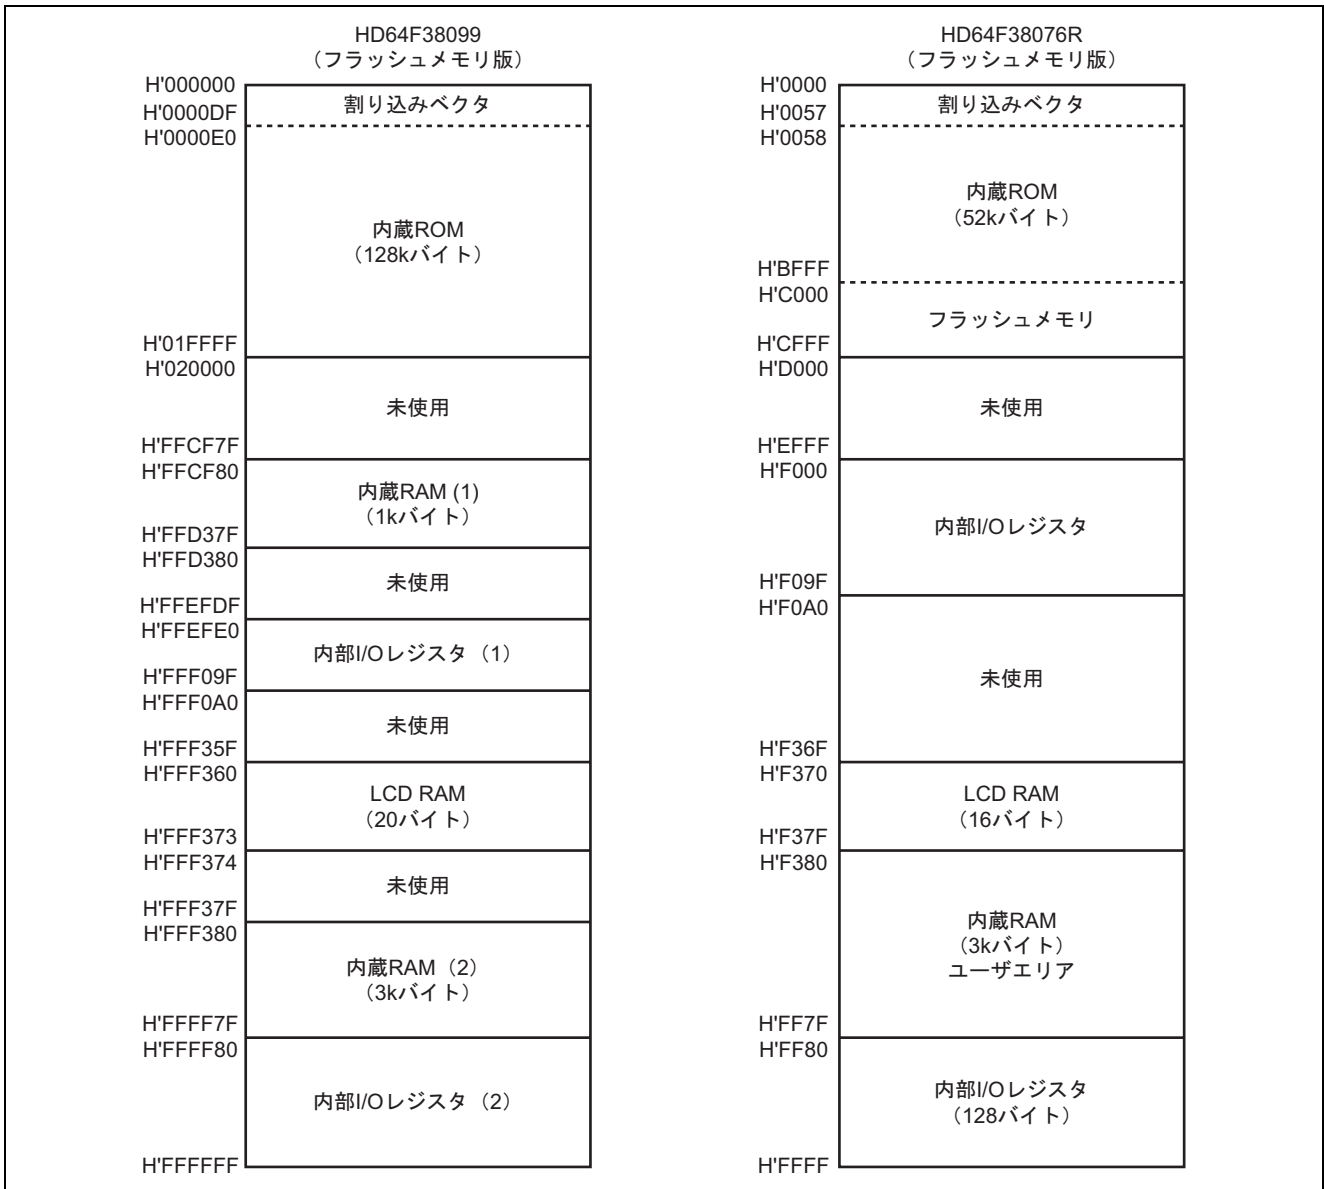 HD64F38099
（フラッシュメモリ版）
H'000000
H'0000DF
H'0000E0
割り込みベクタ
内蔵ROM
（128kバイト）
H'01FFFF
H'020000
未使用
H'FFCF7F
H'FFCF80
内蔵RAM (1)
（1kバイト）
H'FFD37F
H'FFD380
未使用
H'FFEFDF
H'FFEFE0
内部I/Oレジスタ（1）
H'FFF09F
H'FFF0A0
未使用
H'FFF35F
H'FFF360
LCD RAM
（20バイト）
H'FFF373
H'FFF374
未使用
H'FFF37F
H'FFF380
内蔵RAM（2）
（3kバイト）
H'FFFF7F
H'FFFF80
内部I/Oレジスタ（2）
H'FFFFFF
HD64F38076R
（フラッシュメモリ版）
H'0000
H'0057
H'0058
割り込みベクタ
内蔵ROM
（52kバイト）
H'BFFF
H'C000
フラッシュメモリ
H'CFFF
H'D000
未使用
H'EFFF
H'F000
内部I/Oレジスタ
H'F09F
H'F0A0
未使用
H'F36F
H'F370
LCD RAM
（16バイト）
H'F37F
H'F380
内蔵RAM
（3kバイト）
ユーザエリア
H'FF7F
H'FF80
内部I/Oレジスタ
（128バイト）
H'FFFF